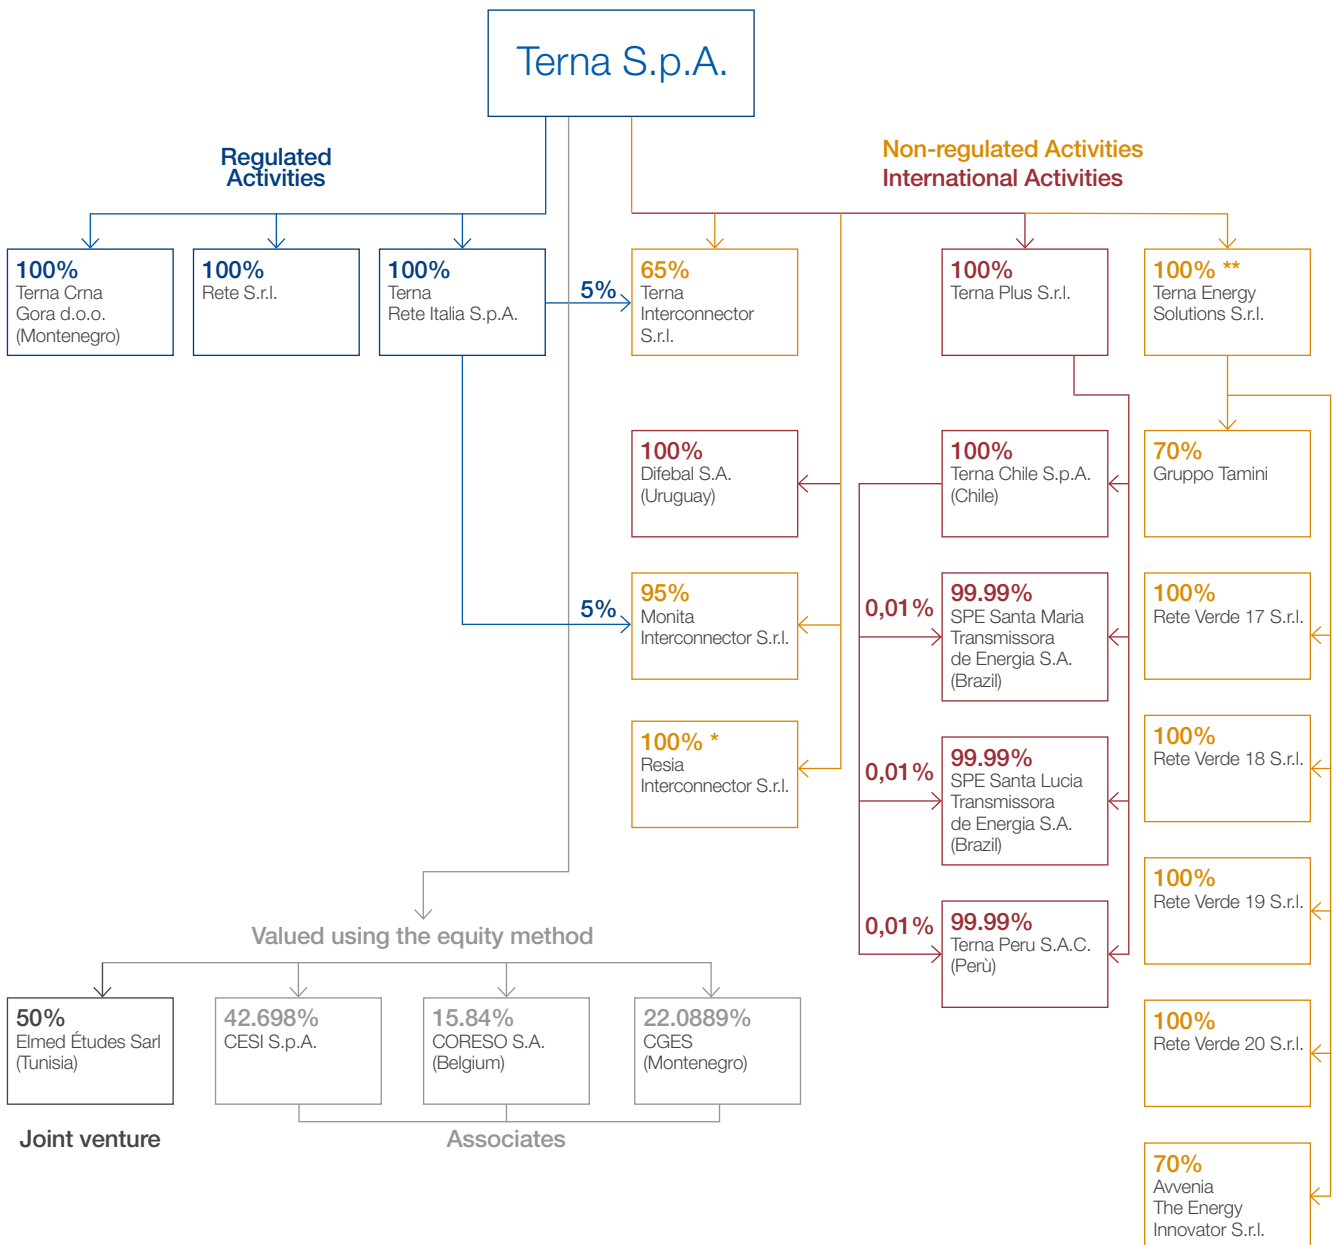 Terna S.p.A.
Regulated
Activities
Non-regulated Activities
International Activities
100%
Terna Crna
Gora d.o.o.
(Montenegro)
100%
Rete S.r.l.
100%
Terna
Rete Italia S.p.A.
5%
65%
Terna
Interconnector
S.r.l.
100%
Terna Plus S.r.l.
100% **
Terna Energy
Solutions S.r.l.
100%
Difebal S.A.
(Uruguay)
100%
Terna Chile S.p.A.
(Chile)
70%
Gruppo Tamini
5%
95%
Monita
Interconnector S.r.l.
0,01%
99.99%
SPE Santa Maria
Transmissora
de Energia S.A.
(Brazil)
100%
Rete Verde 17 S.r.l.
100% *
Resia
Interconnector S.r.l.
0,01%
99.99%
SPE Santa Lucia
Transmissora
de Energia S.A.
(Brazil)
100%
Rete Verde 18 S.r.l.
100%
Rete Verde 19 S.r.l.
0,01%
99.99%
Terna Peru S.A.C.
(Perù)
Valued using the equity method
50%
Elmed Études Sarl
(Tunisia)
42.698%
CESI S.p.A.
15.84%
CORESO S.A.
(Belgium)
22.0889%
CGES
(Montenegro)
100%
Rete Verde 20 S.r.l.
Joint venture
Associates
70%
Avvenia
The Energy
Innovator S.r.l.